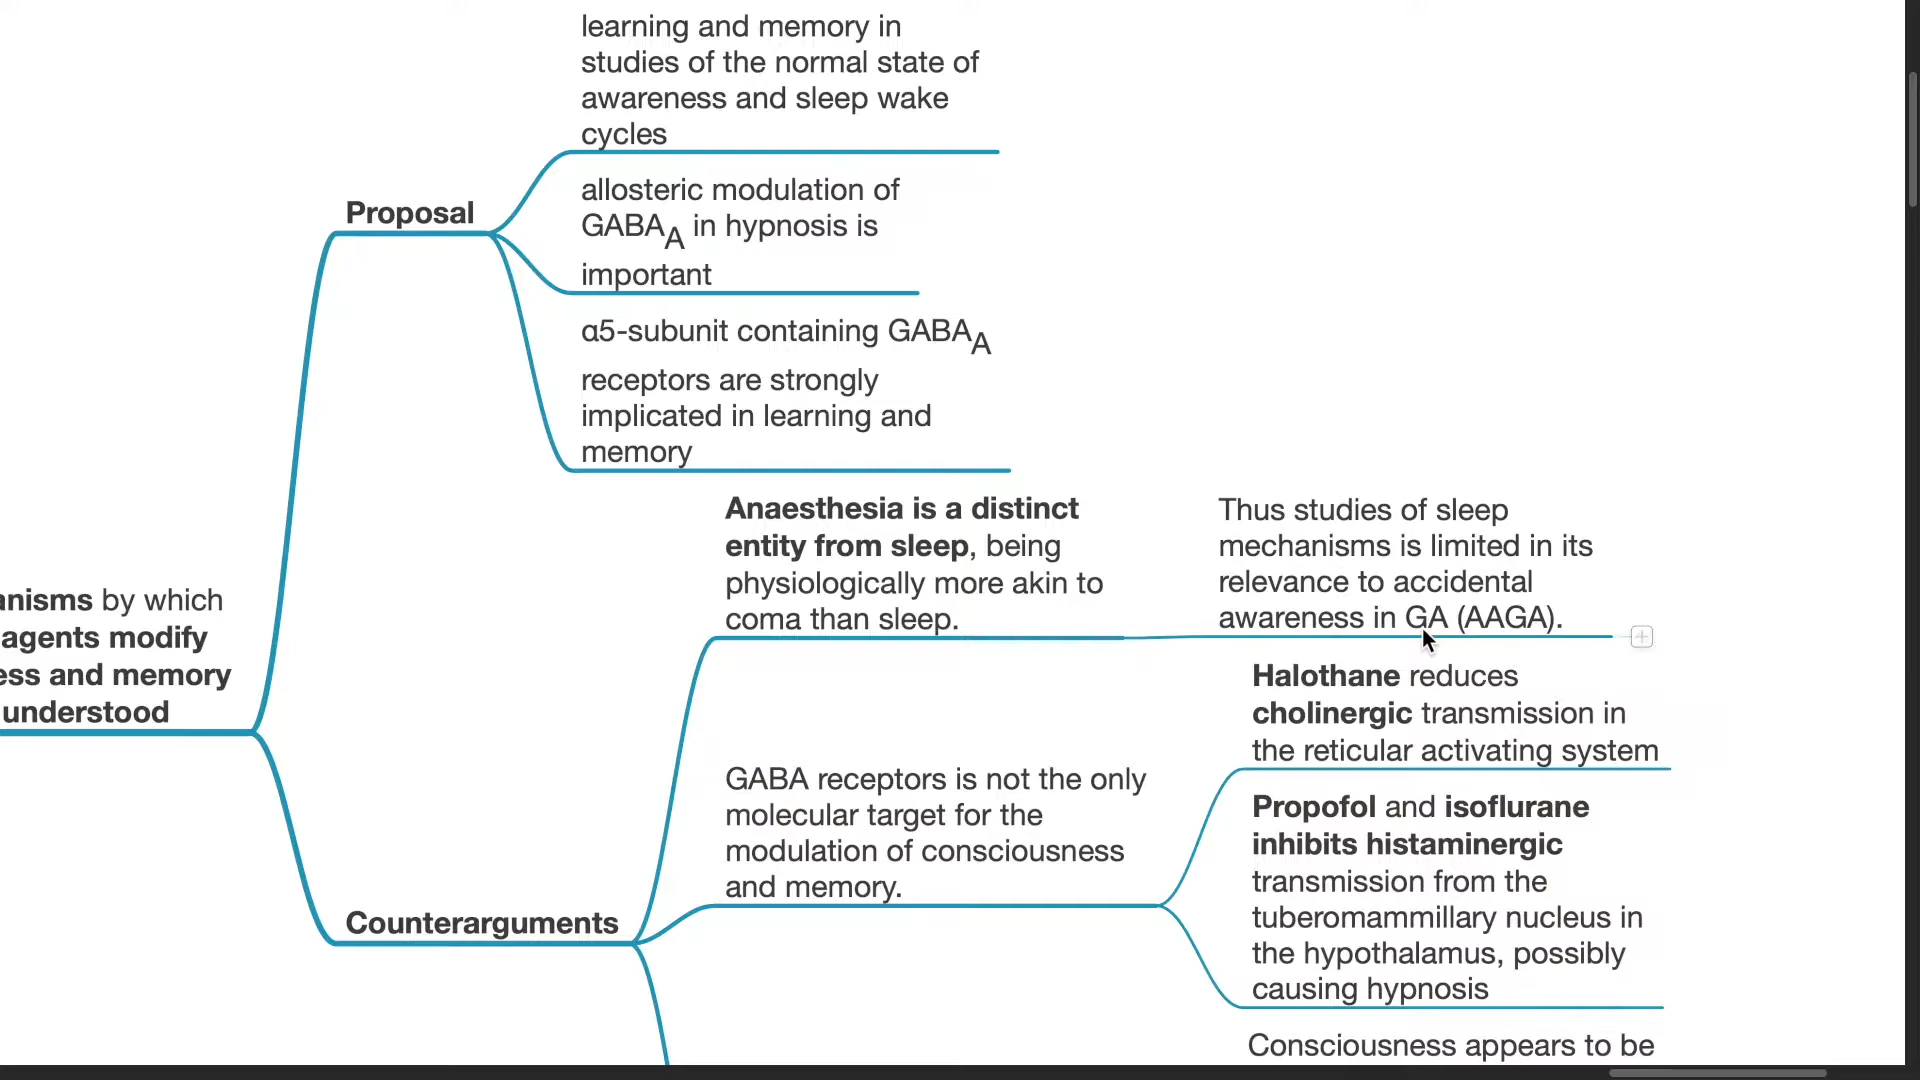 learning and memory in
studies of the normal state of
awareness and sleep wake
cycles
Proposal
allosteric modulation of
GABAA in hypnosis is
important
α5-subunit containing GABAA
receptors are strongly
implicated in learning and
memory
anisms by which
agents modify
ess and memory
understood
Anaesthesia is a distinct
entity from sleep, being
physiologically more akin to
coma than sleep.
Thus studies of sleep
mechanisms is limited in its
relevance to accidental
awareness in GA (AAGA).
Counterarguments
GABA receptors is not the only
molecular target for the
modulation of consciousness
and memory.
Halothane reduces
cholinergic transmission in
the reticular activating system
Propofol and isoflurane
inhibits histaminergic
transmission from the
tuberomammillary nucleus in
the hypothalamus, possibly
causing hypnosis
Consciousness appears to be